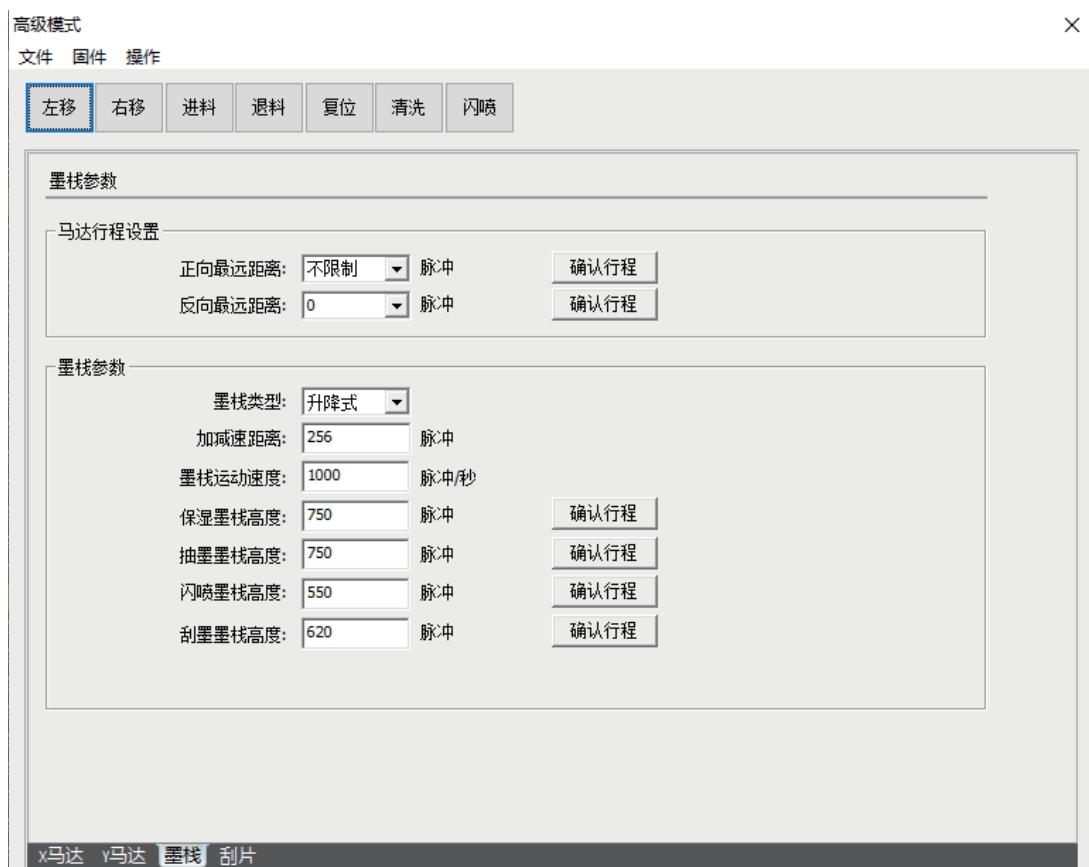 高级模式
文件 固件 操作
左移 右移 进料 退料 复位 清洗 闪喷
墨栈参数
马达行程设置
正向最远距离: 不限制 脉冲 确认行程
反向最远距离: 0 脉冲 确认行程
墨栈参数
墨栈类型: 升降式
加减速距离: 256 脉冲
墨栈运动速度: 1000 脉冲/秒
保湿墨栈高度: 750 脉冲 确认行程
抽墨墨栈高度: 750 脉冲 确认行程
闪喷墨栈高度: 550 脉冲 确认行程
刮墨墨栈高度: 620 脉冲 确认行程
X马达 Y马达 墨栈 刮片